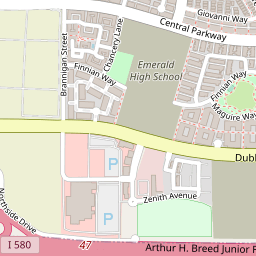 Giovanni Way
Central Parkway
Brannigan Street
Chancery Lane
Finnian Way
Emerald
High School
Finnian Way
Maguire Way
Dubl
P
P
Zenith Avenue
Northside Drive
I 580
47
Arthur H. Breed Junior F